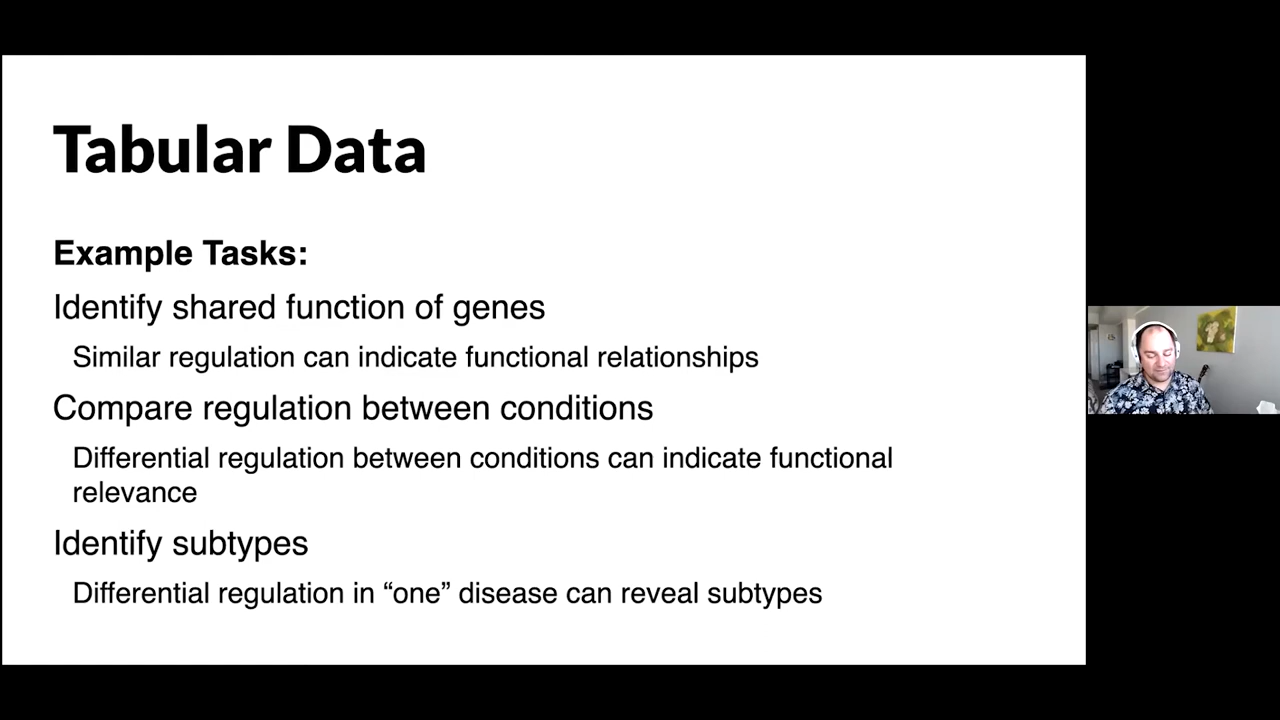 Tabular Data
Example Tasks:
Identify shared function of genes
Similar regulation can indicate functional relationships
Compare regulation between conditions
Differential regulation between conditions can indicate functional
relevance
Identify subtypes
Differential regulation in “one” disease can reveal subtypes